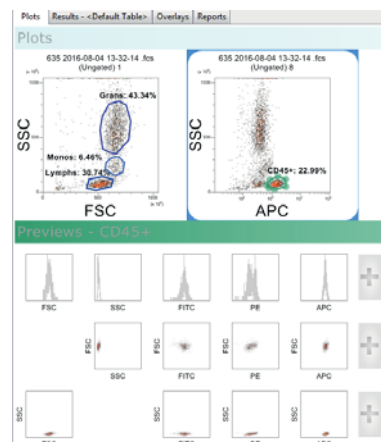 Plots Results - <Default Table> Overlays Reports
Plots
635 2016-08-04 13-32-14 .fcs
(Ungated) 1
Grans: 43.34%
Monos: 6.46%
Lymphs: 30.74%
SSC
FSC
635 2016-08-04 13-32-14 .fcs
(Ungated) 8
CD45+: 22.99%
SSC
APC
Previews - CD45+
FSC SSC FITC PE APC
FSC FSC FSC FSC
SSC FITC PE APC
SSC SSC SSC SSC